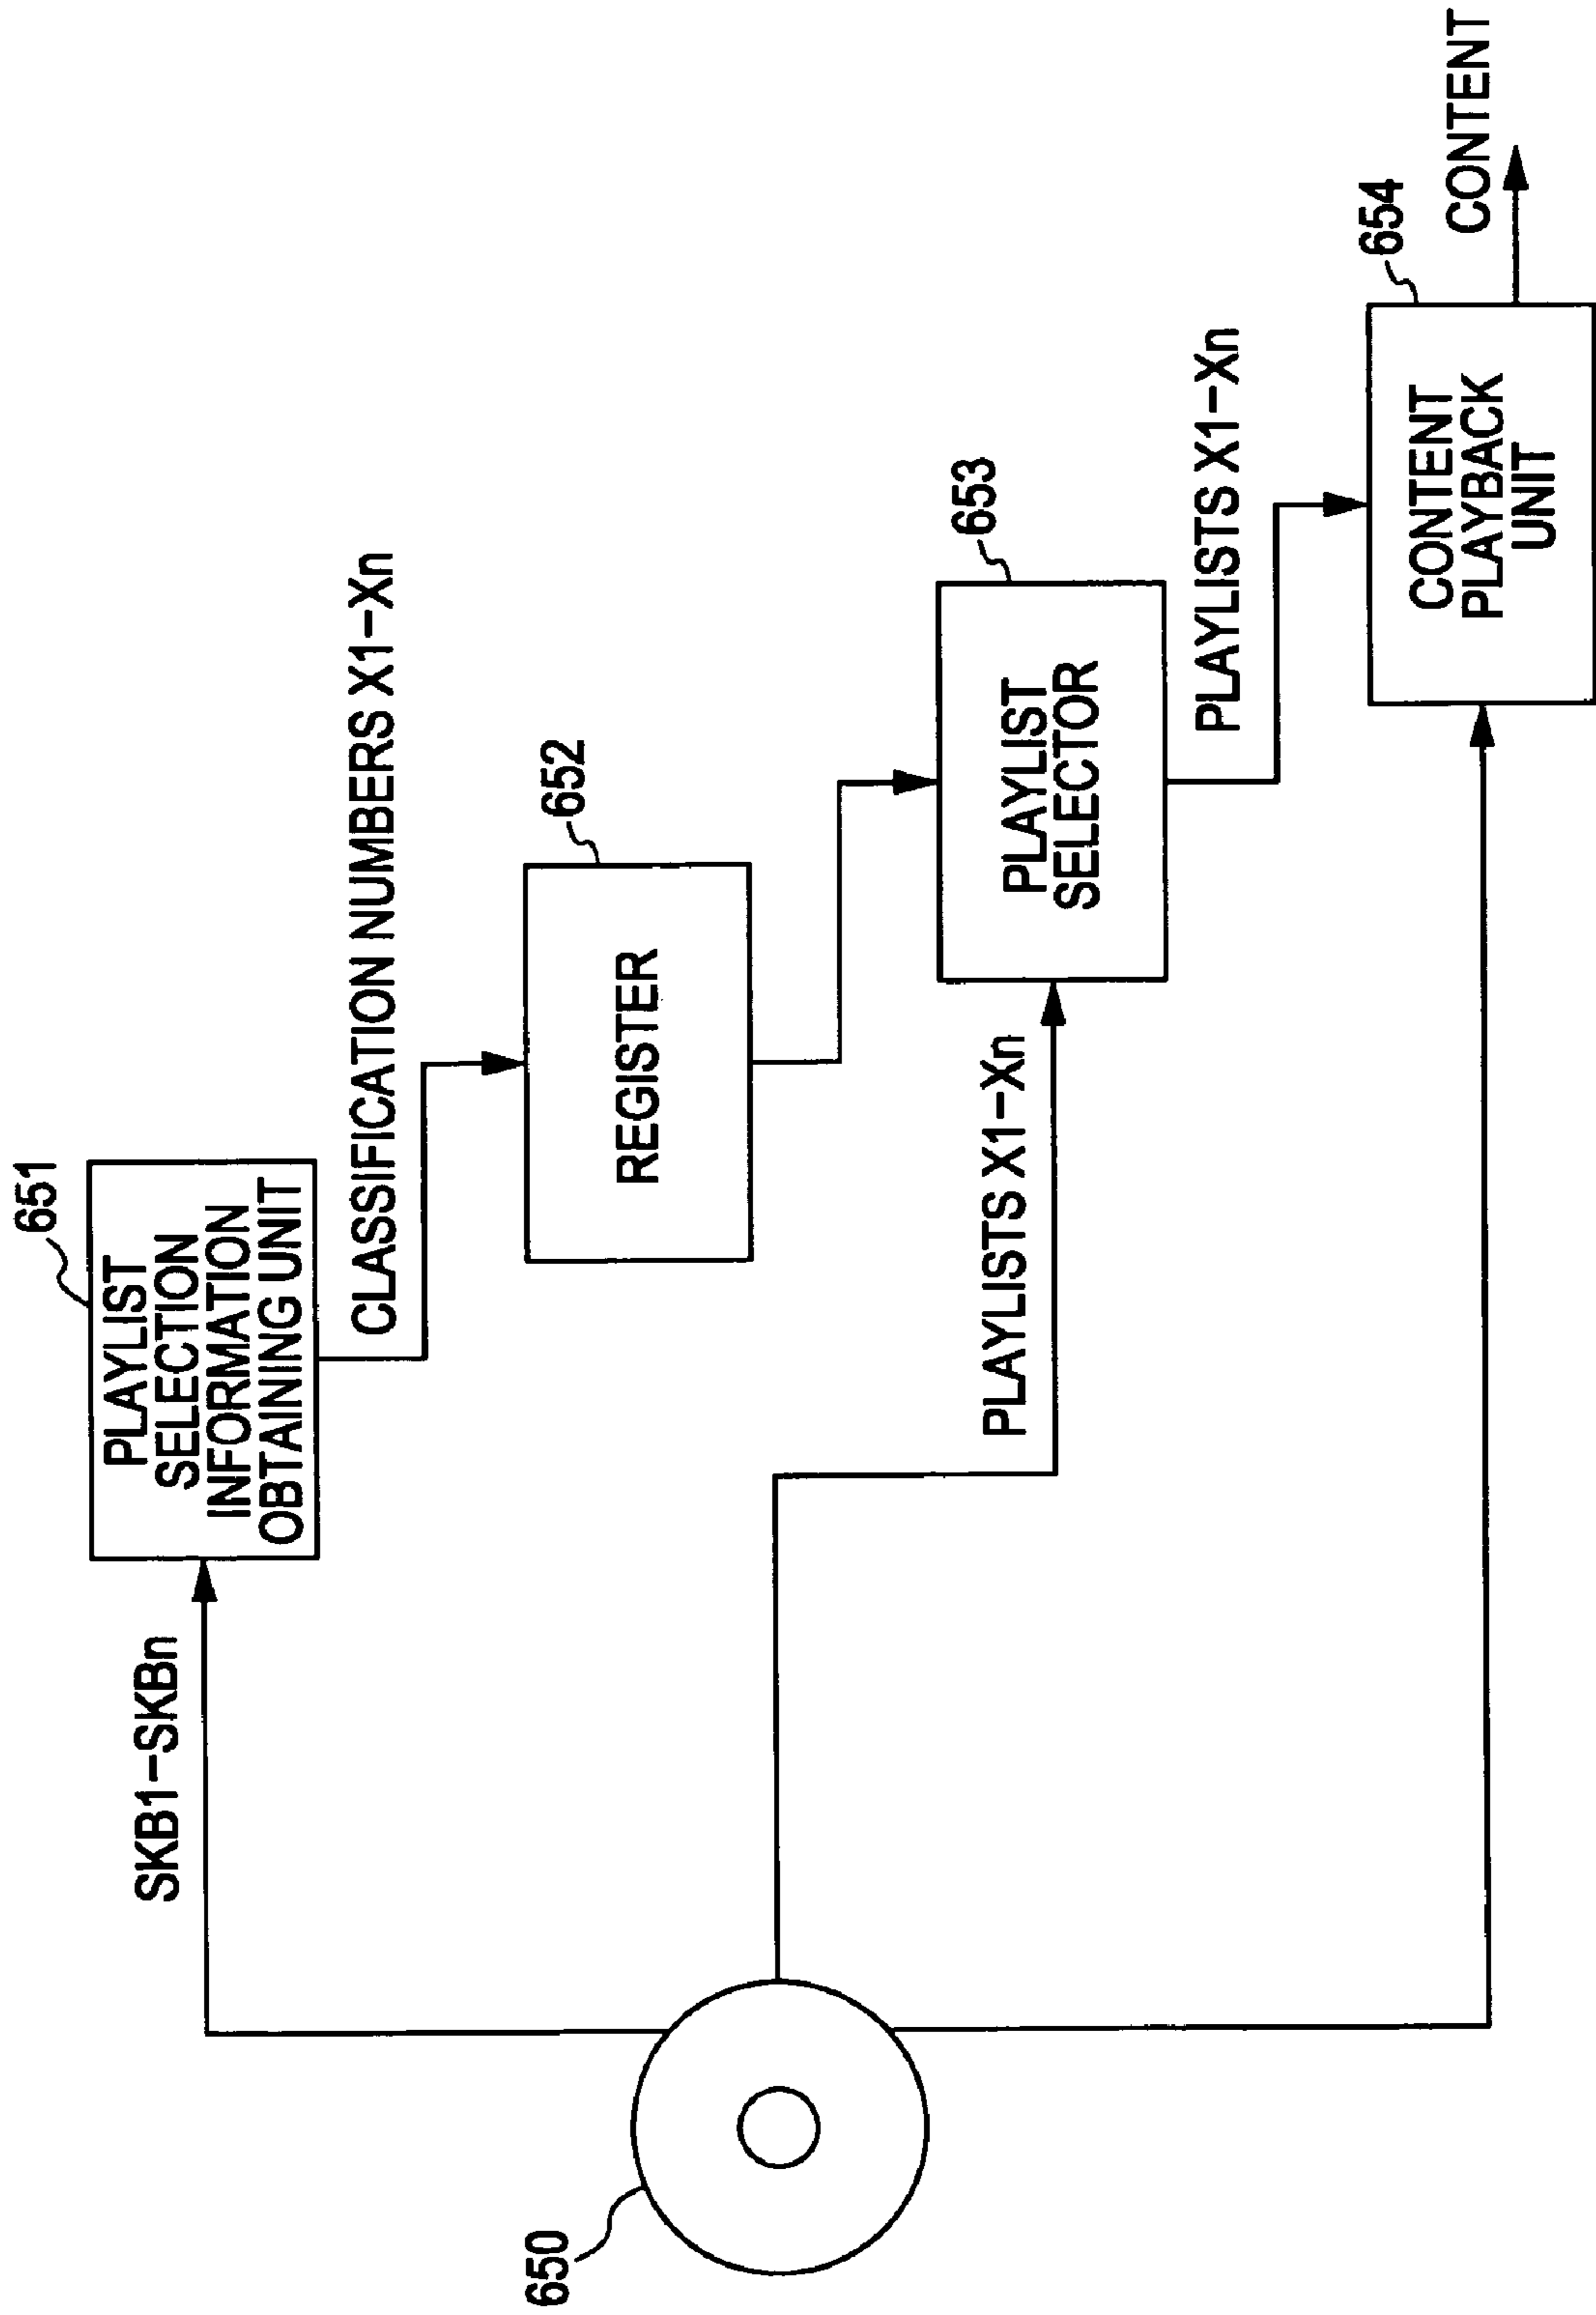 651
PLAYLIST
SELECTION
INFORMATION
OBTAINING UNIT
SKB1-SKBn
CLASSIFICATION NUMBERS X1-Xn
652
REGISTER
653
PLAYLIST
SELECTOR
PLAYLISTS X1-Xn
PLAYLISTS X1-Xn
654
CONTENT
PLAYBACK
UNIT
CONTENT
650